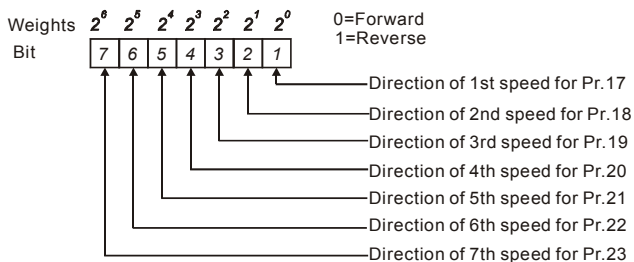 Weights 2⁶ 2⁵ 2⁴ 2³ 2² 2¹ 2⁰ 0=Forward
1=Reverse
Bit 7 6 5 4 3 2 1
Direction of 1st speed for Pr.17
Direction of 2nd speed for Pr.18
Direction of 3rd speed for Pr.19
Direction of 4th speed for Pr.20
Direction of 5th speed for Pr.21
Direction of 6th speed for Pr.22
Direction of 7th speed for Pr.23